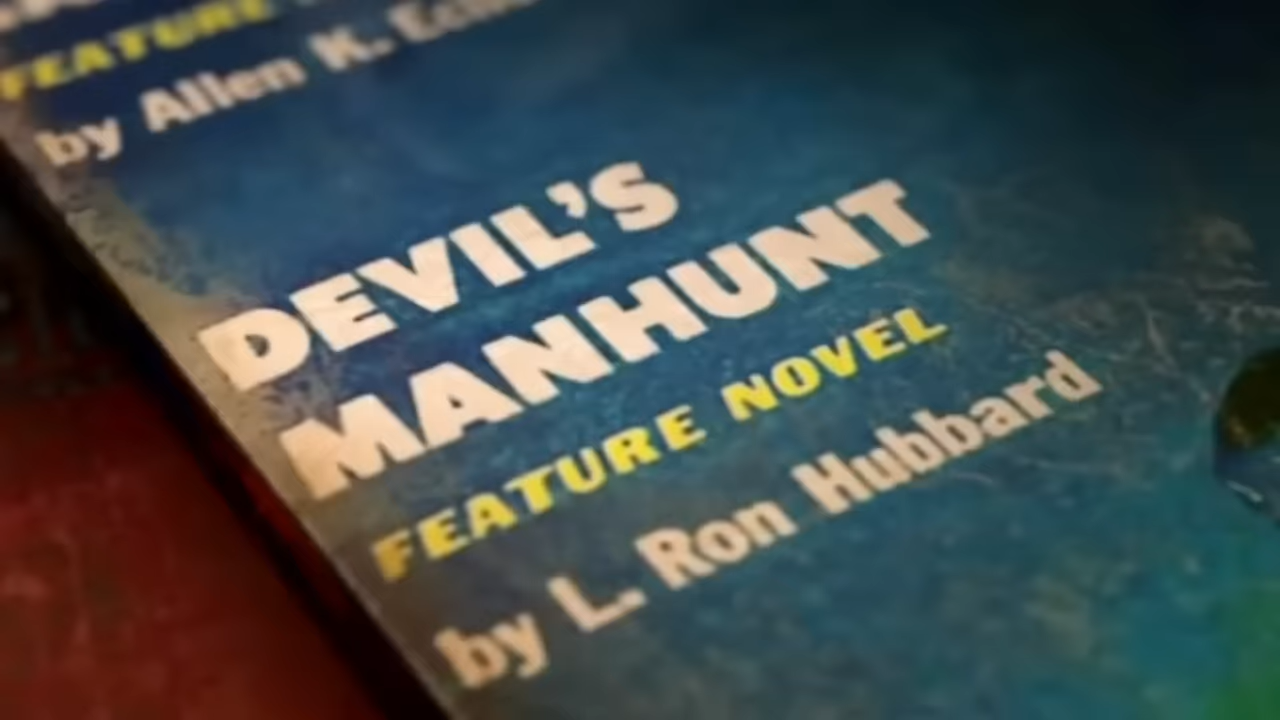 FEATURE
by Allen K.
DEVIL'S
MANHUNT
FEATURE NOVEL
by L. Ron Hubbard